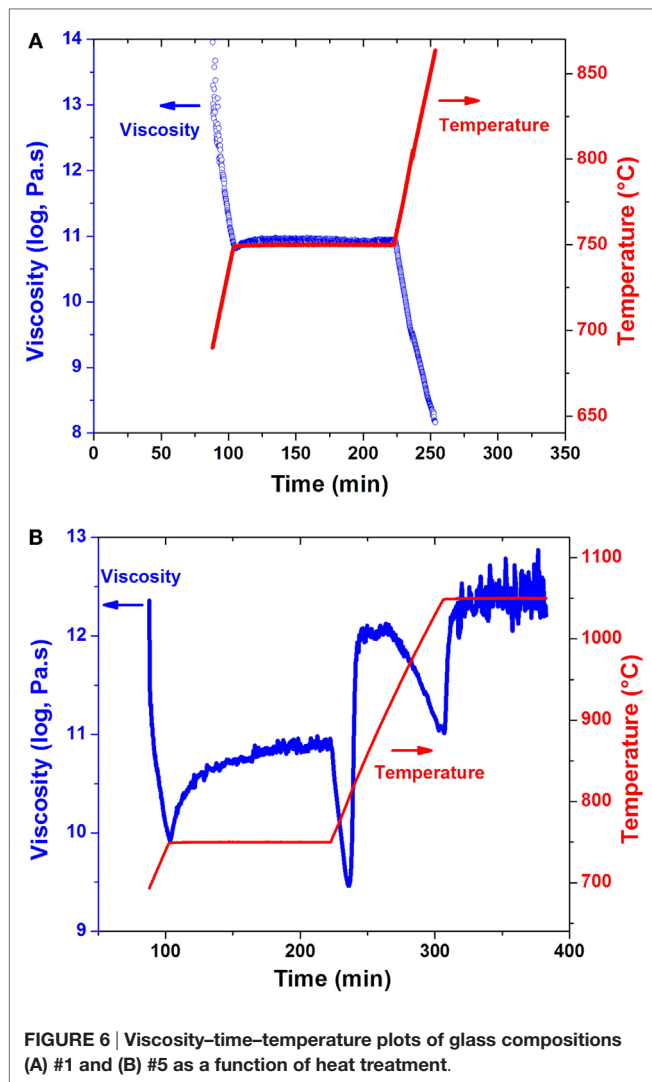 A
14
13
12
11
10
9
8
Viscosity (log, Pa.s)
Viscosity
Temperature
850
800
750
700
650
Temperature (°C)
0 50 100 150 200 250 300 350
Time (min)
B
13
12
11
10
9
Viscosity (log, Pa.s)
Viscosity
Temperature
1100
1000
900
800
700
Temperature (°C)
100 200 300 400
Time (min)
FIGURE 6 | Viscosity–time–temperature plots of glass compositions
(A) #1 and (B) #5 as a function of heat treatment.